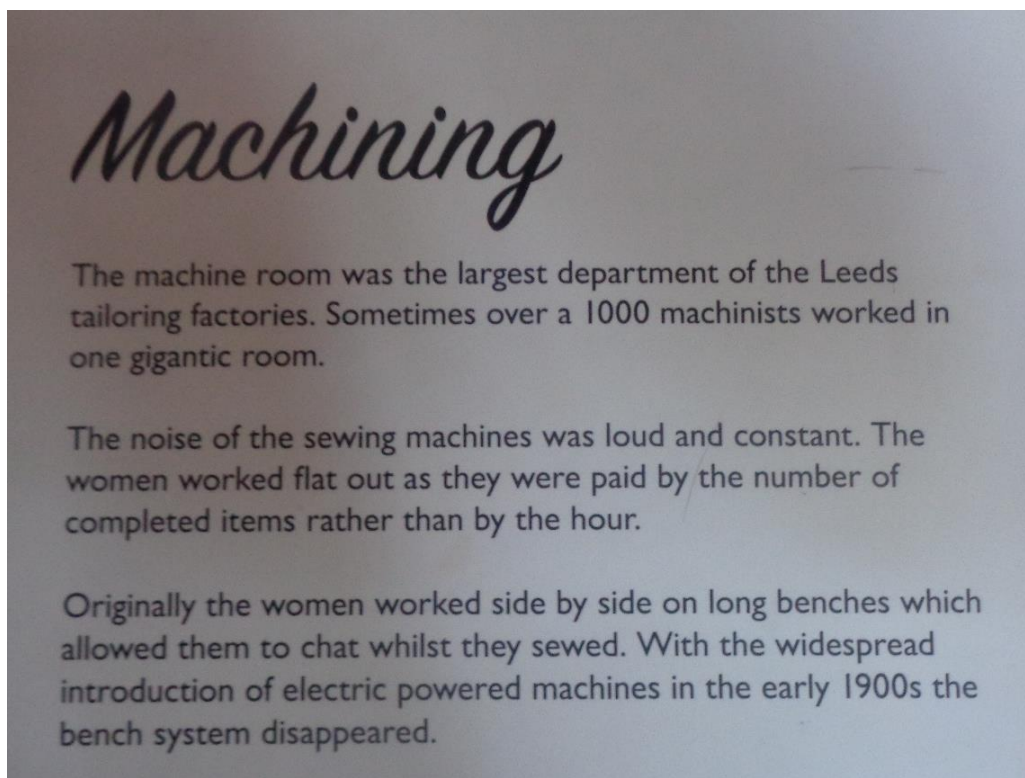 Machining
The machine room was the largest department of the Leeds
tailoring factories. Sometimes over a 1000 machinists worked in
one gigantic room.
The noise of the sewing machines was loud and constant. The
women worked flat out as they were paid by the number of
completed items rather than by the hour.
Originally the women worked side by side on long benches which
allowed them to chat whilst they sewed. With the widespread
introduction of electric powered machines in the early 1900s the
bench system disappeared.